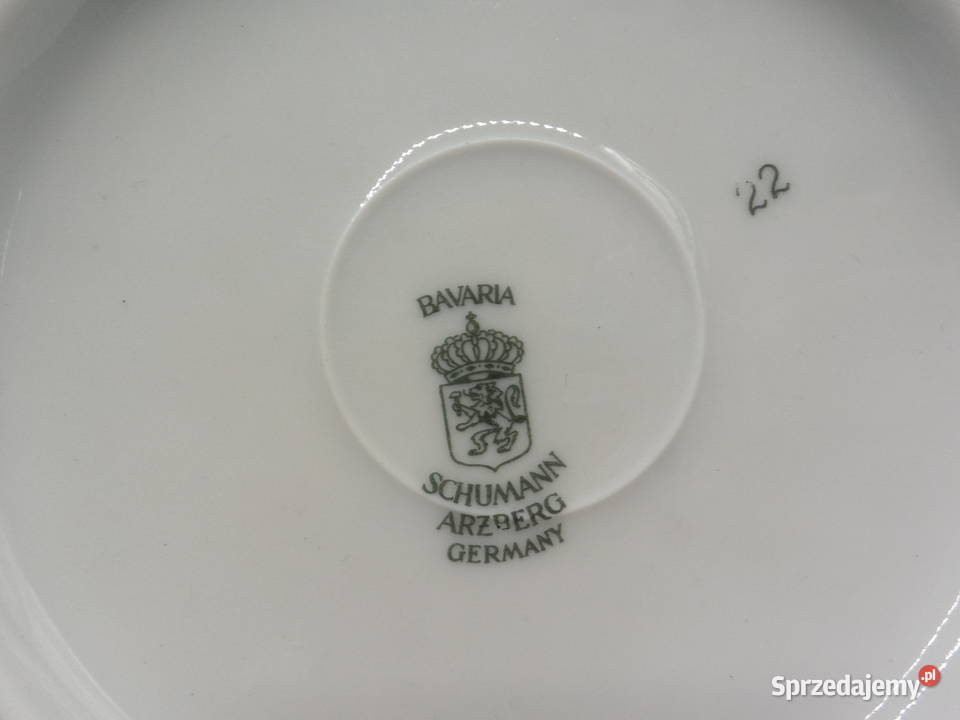 BAVARIA
SCHUMANN
ARZBERG
GERMANY
22
Sprzedajemy.pl